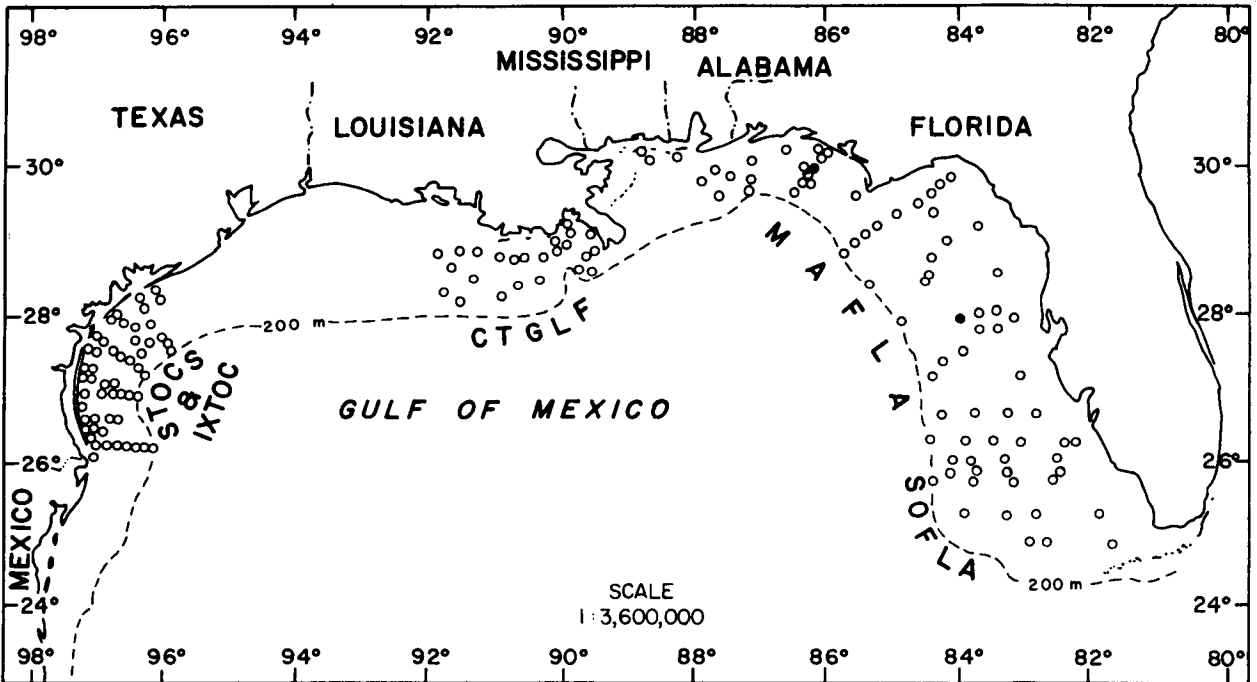 98° 96° 94° 92° 90° 88° 86° 84° 82° 80°
MISSISSIPPI
ALABAMA
TEXAS
LOUISIANA
FLORIDA
30° 30°
28° 28°
200 m
CTGLF
MAFLA
STOCS
&
IXTOC
GULF OF MEXICO
26° 26°
SOFLA
MEXICO
200 m
SCALE
1:3,600,000
24° 24°
98° 96° 94° 92° 90° 88° 86° 84° 82°